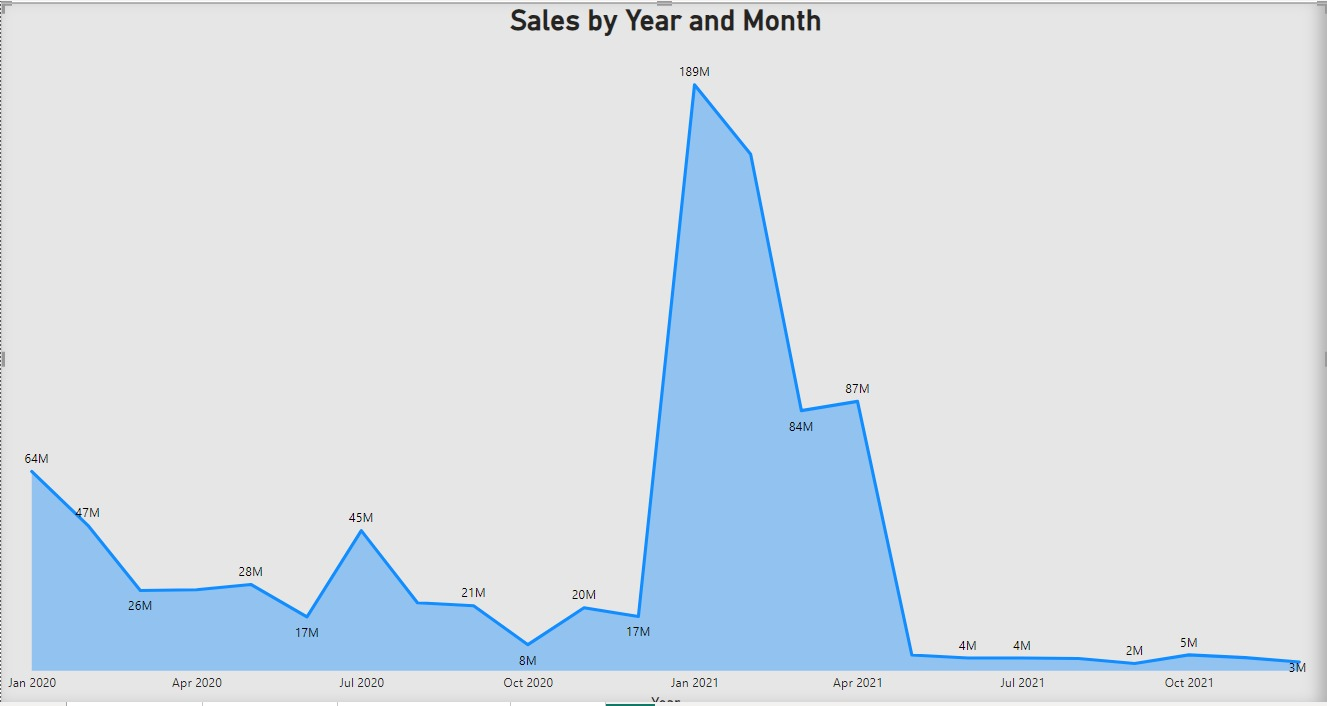 Sales by Year and Month
189M
87M
84M
64M
47M
45M
28M
26M
21M
20M
17M
17M
8M
4M
4M
2M
5M
3M
Jan 2020
Apr 2020
Jul 2020
Oct 2020
Jan 2021
Apr 2021
Jul 2021
Oct 2021
Year